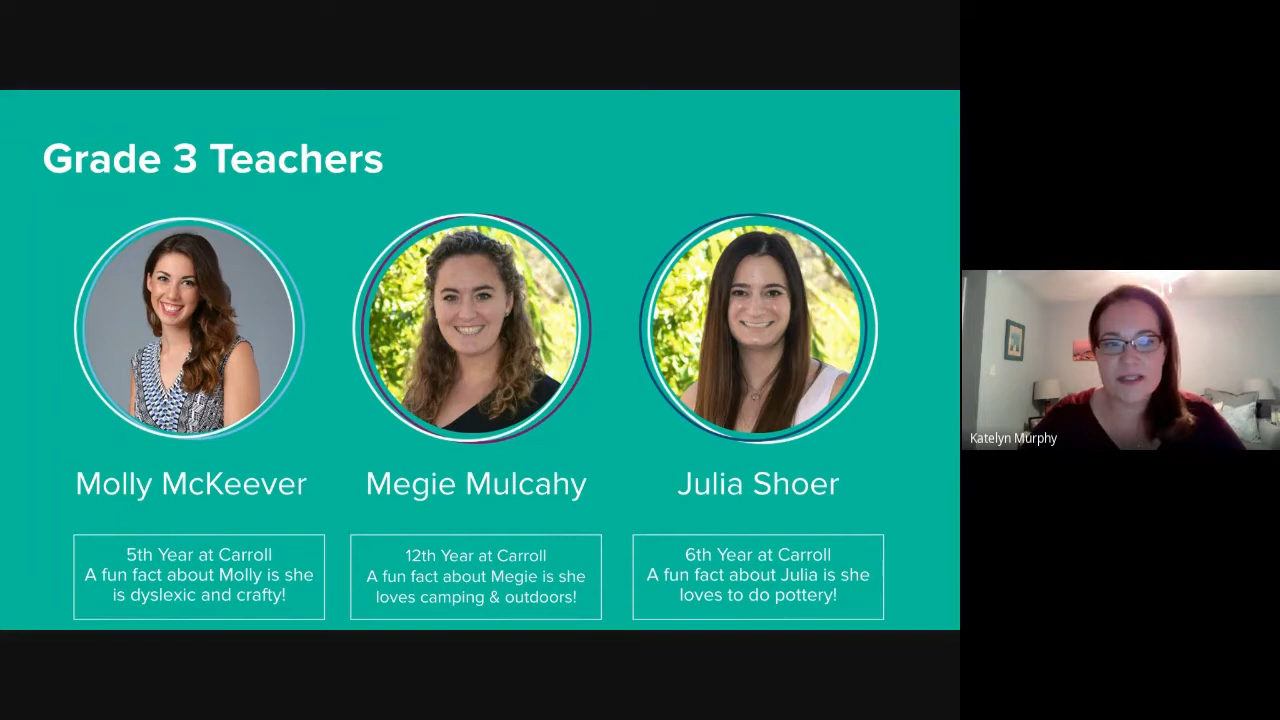 Grade 3 Teachers
Molly McKeever
Megie Mulcahy
Julia Shoer
5th Year at Carroll
A fun fact about Molly is she
is dyslexic and crafty!
12th Year at Carroll
A fun fact about Megie is she
loves camping & outdoors!
6th Year at Carroll
A fun fact about Julia is she
loves to do pottery!
Katelyn Murphy